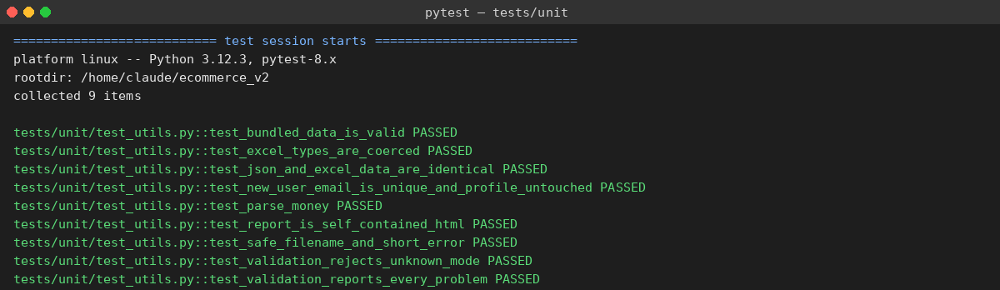 pytest — tests/unit
=========================== test session starts ===========================
platform linux -- Python 3.12.3, pytest-8.x
rootdir: /home/claude/ecommerce_v2
collected 9 items
tests/unit/test_utils.py::test_bundled_data_is_valid PASSED
tests/unit/test_utils.py::test_excel_types_are_coerced PASSED
tests/unit/test_utils.py::test_json_and_excel_data_are_identical PASSED
tests/unit/test_utils.py::test_new_user_email_is_unique_and_profile_untouched PASSED
tests/unit/test_utils.py::test_parse_money PASSED
tests/unit/test_utils.py::test_report_is_self_contained_html PASSED
tests/unit/test_utils.py::test_safe_filename_and_short_error PASSED
tests/unit/test_utils.py::test_validation_rejects_unknown_mode PASSED
tests/unit/test_utils.py::test_validation_reports_every_problem PASSED